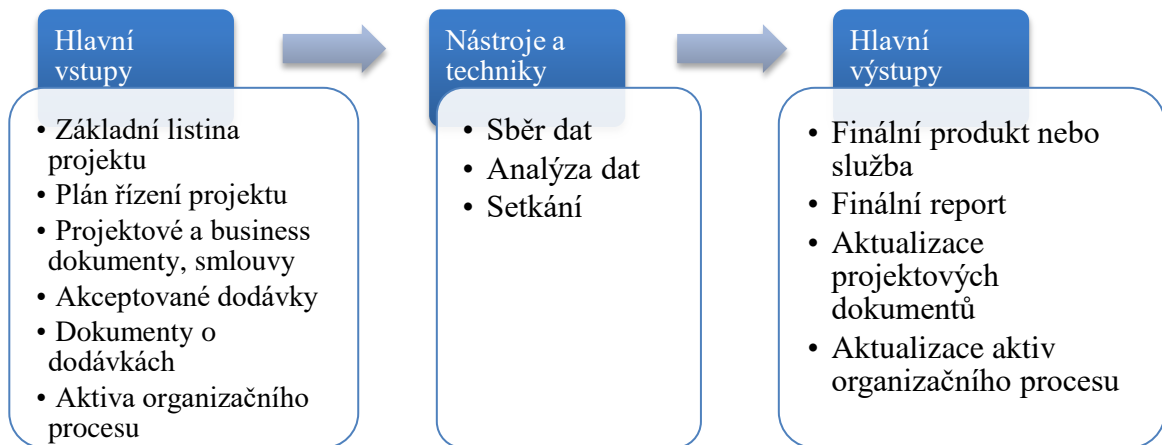 Hlavní
vstupy
• Základní listina
projektu
• Plán řízení projektu
• Projektové a business
dokumenty, smlouvy
• Akceptované dodávky
• Dokumenty o
dodávkách
• Aktiva organizačního
procesu
Nástroje a
techniky
• Sběr dat
• Analýza dat
• Setkání
Hlavní
výstupy
• Finální produkt nebo
služba
• Finální report
• Aktualizace
projektových
dokumentů
• Aktualizace aktiv
organizačního procesu